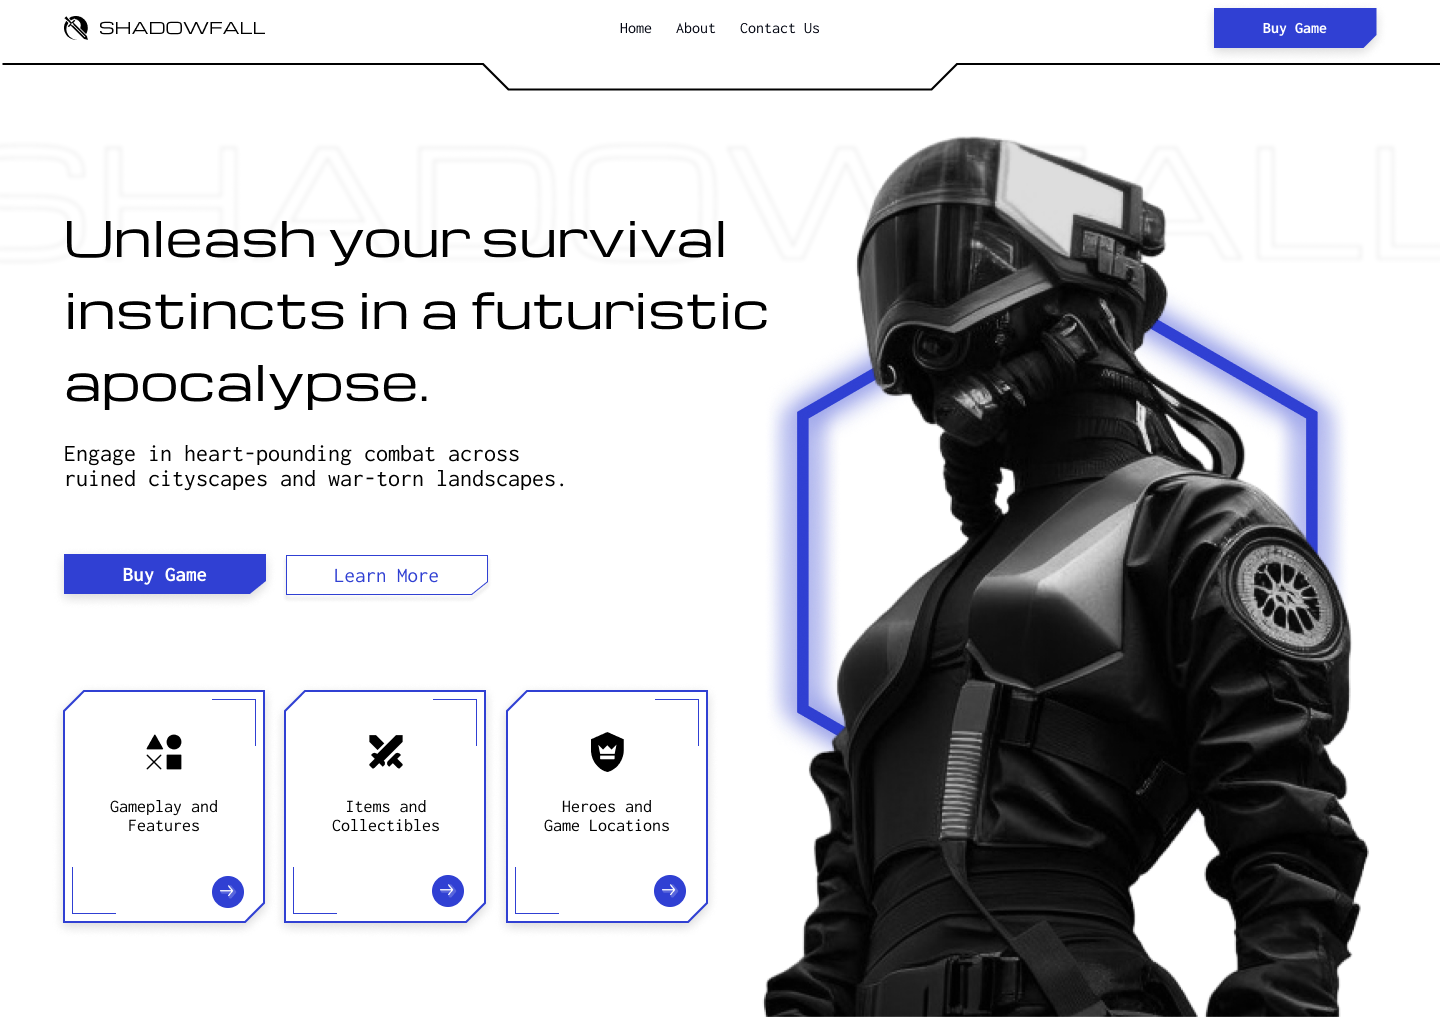 SHADOWFALL
Home About Contact Us
Buy Game
SHADOWFALL
Unleash your survival
instincts in a futuristic
apocalypse.
Engage in heart-pounding combat across
ruined cityscapes and war-torn landscapes.
Buy Game
Learn More
Gameplay and
Features
Items and
Collectibles
Heroes and
Game Locations